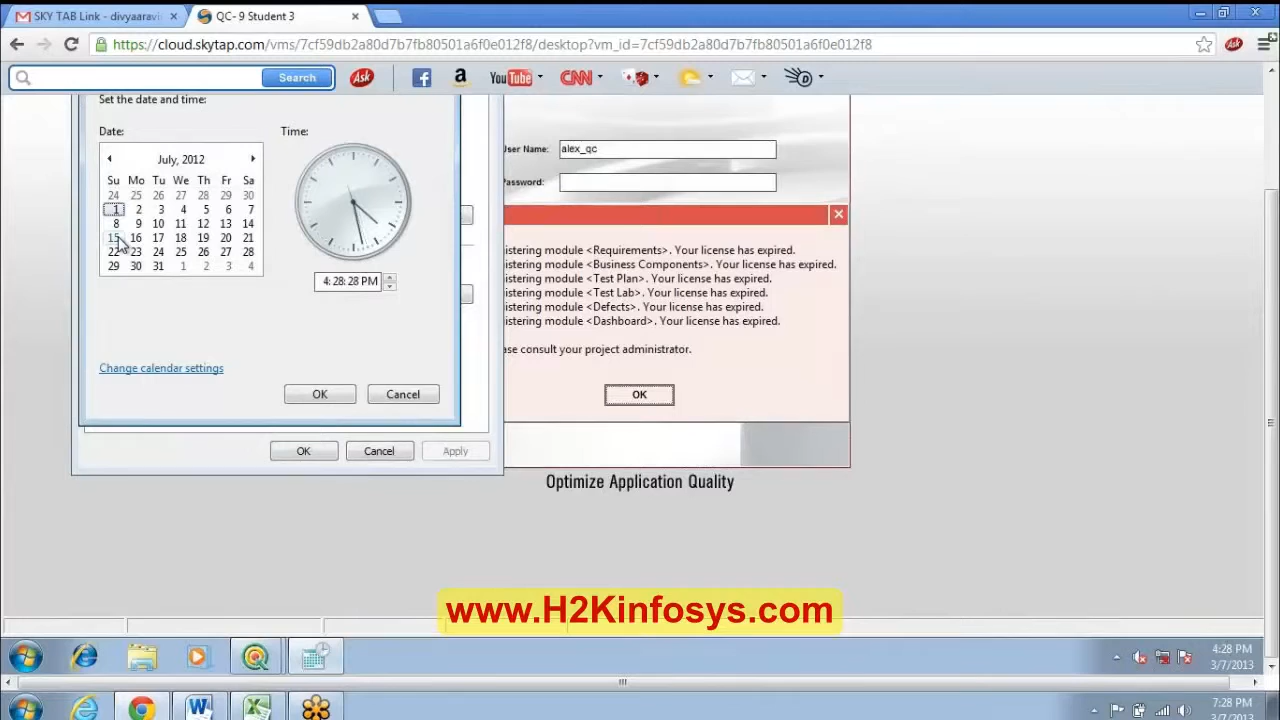 SKY TAB Link - divyaaravi
QC- 9 Student 3
https://cloud.skytap.com/vms/7cf59db2a80d7b7fb80501a6f0e012f8/desktop?vm_id=7cf59db2a80d7b7fb80501a6f0e012f8
Search
Ask
a
YouTube
CNN
Set the date and time:
Date:
Time:
July, 2012
Su Mo Tu We Th Fr Sa
24 25 26 27 28 29 30
1 2 3 4 5 6 7
8 9 10 11 12 13 14
15 16 17 18 19 20 21
22 23 24 25 26 27 28
29 30 31 1 2 3 4
4: 28: 28 PM
Change calendar settings
OK Cancel
OK Cancel Apply
User Name: alex_qc
Password:
istering module <Requirements>. Your license has expired.
istering module <Business Components>. Your license has expired.
istering module <Test Plan>. Your license has expired.
istering module <Test Lab>. Your license has expired.
istering module <Defects>. Your license has expired.
istering module <Dashboard>. Your license has expired.
ase consult your project administrator.
OK
Optimize Application Quality
www.H2Kinfosys.com
4:28 PM
3/7/2013
7:28 PM
3/7/2013